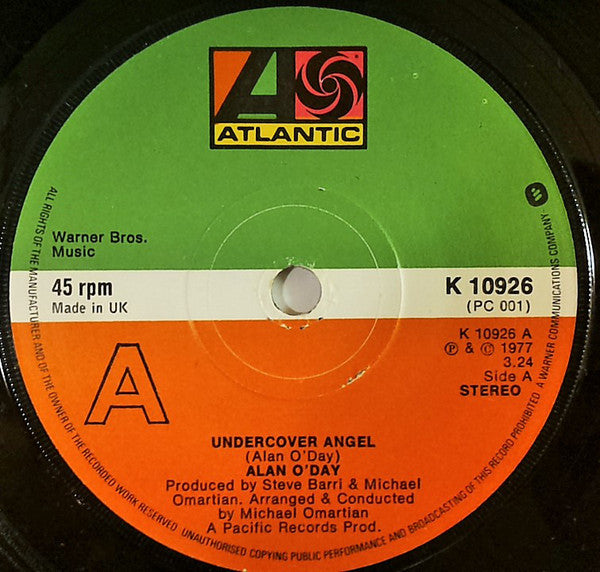 ATLANTIC
Warner Bros.
Music
45 rpm
Made in UK
K 10926
(PC 001)
K 10926 A
℗ & © 1977
3.24
Side A
STEREO
A
UNDERCOVER ANGEL
(Alan O'Day)
ALAN O'DAY
Produced by Steve Barri & Michael
Omartian. Arranged & Conducted
by Michael Omartian
A Pacific Records Prod.
ALL RIGHTS OF THE MANUFACTURER AND OF THE OWNER OF THE RECORDED WORK RESERVED. UNAUTHORISED COPYING PUBLIC PERFORMANCE AND BROADCASTING OF THIS RECORD PROHIBITED. A WARNER COMMUNICATIONS COMPANY